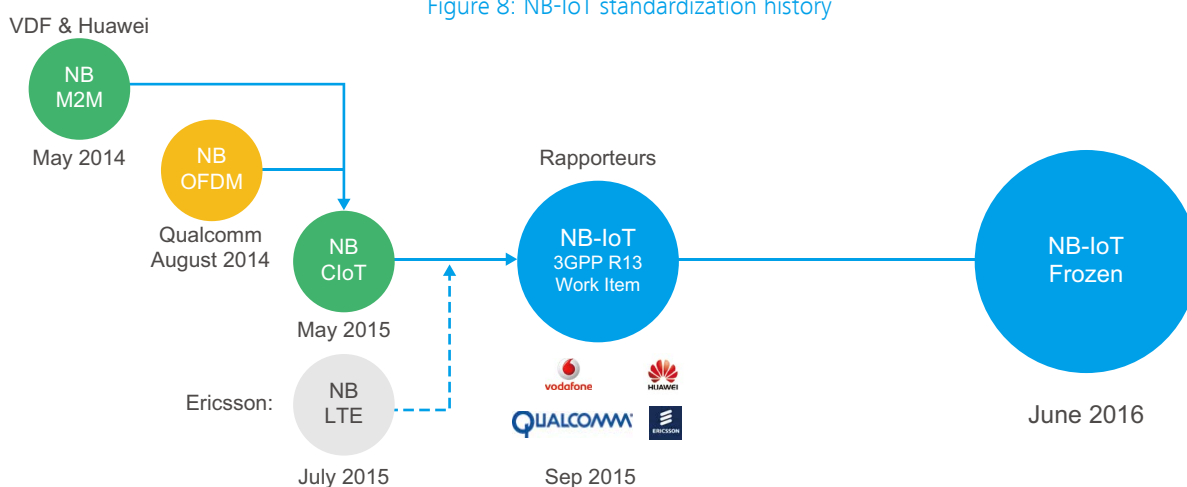 Figure 8: NB-IoT standardization history
VDF & Huawei
NB
M2M
May 2014
NB
OFDM
Qualcomm
August 2014
NB
CIoT
May 2015
Ericsson:
NB
LTE
July 2015
Rapporteurs
NB-IoT
3GPP R13
Work Item
vodafone
HUAWEI
QUALCOMM
ERICSSON
Sep 2015
NB-IoT
Frozen
June 2016